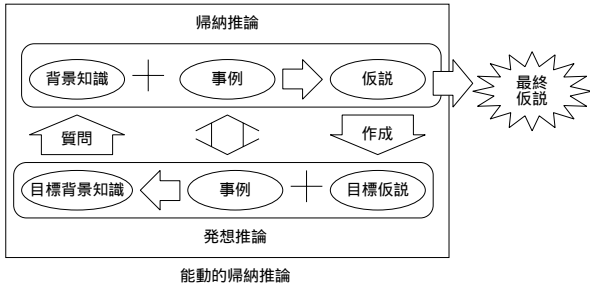 帰納推論
背景知識
事例
仮説
最終
仮説
質問
作成
目標背景知識
事例
目標仮説
発想推論
能動的帰納推論